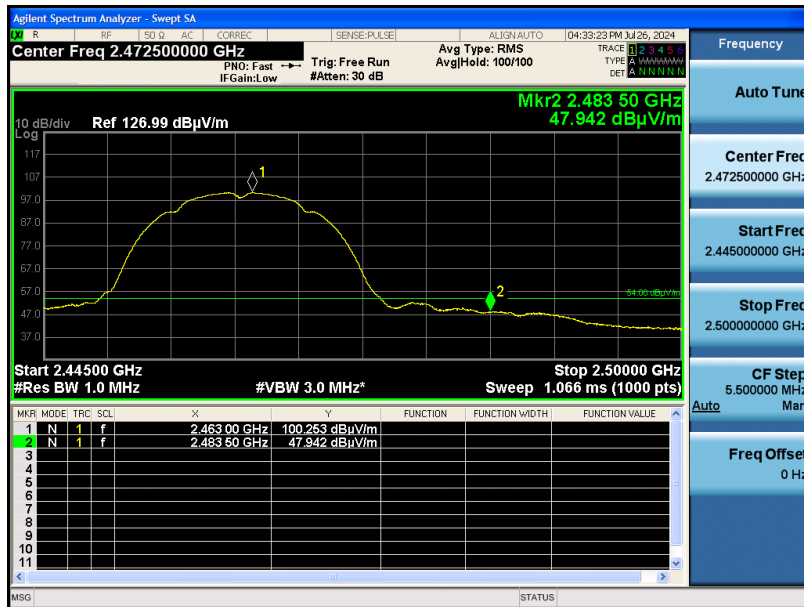 Agilent Spectrum Analyzer - Swept SA
LXI R RF 50 Ω AC CORREC SENSE:PULSE ALIGN AUTO 04:33:23 PM Jul 26, 2024
Center Freq 2.472500000 GHz
PNO: Fast
IFGain:Low
Trig: Free Run
#Atten: 30 dB
Avg Type: RMS
Avg|Hold: 100/100
TRACE 1 2 3 4 5 6
TYPE A WWWWW
DET A N N N N N
Mkr2 2.483 50 GHz
47.942 dBµV/m
10 dB/div Ref 126.99 dBµV/m
Log
117
107
97.0
87.0
77.0
67.0
57.0
47.0
37.0
1
2
54.00 dBµV/m
Start 2.44500 GHz Stop 2.50000 GHz
#Res BW 1.0 MHz #VBW 3.0 MHz* Sweep 1.066 ms (1000 pts)
MKR MODE TRC SCL X Y FUNCTION FUNCTION WIDTH FUNCTION VALUE
1 N 1 f 2.463 00 GHz 100.253 dBµV/m
2 N 1 f 2.483 50 GHz 47.942 dBµV/m
3
4
5
6
7
8
9
10
11
MSG STATUS
Frequency
Auto Tune
Center Freq
2.472500000 GHz
Start Freq
2.445000000 GHz
Stop Freq
2.500000000 GHz
CF Step
5.500000 MHz
Auto Man
Freq Offset
0 Hz